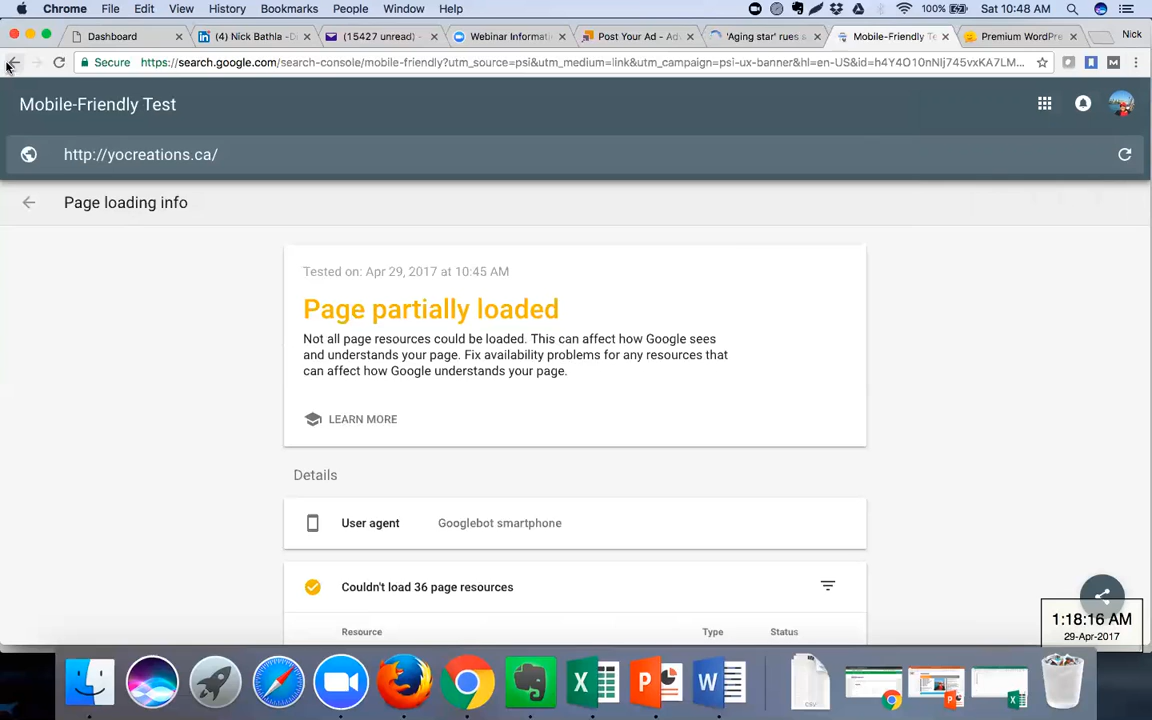 Chrome File Edit View History Bookmarks People Window Help 100% Sat 10:48 AM
Dashboard (4) Nick Bathla - Di (15427 unread) - Webinar Informati Post Your Ad - Adv 'Aging star' rues a Mobile-Friendly Te Premium WordPre Nick
Secure https://search.google.com/search-console/mobile-friendly?utm_source=psi&utm_medium=link&utm_campaign=psi-ux-banner&hl=en-US&id=h4Y4O10nNIj745vxKA7LM...
Mobile-Friendly Test
http://yocreations.ca/
Page loading info
Tested on: Apr 29, 2017 at 10:45 AM
Page partially loaded
Not all page resources could be loaded. This can affect how Google sees
and understands your page. Fix availability problems for any resources that
can affect how Google understands your page.
LEARN MORE
Details
User agent Googlebot smartphone
Couldn't load 36 page resources
Resource Type Status
1:18:16 AM
29-Apr-2017